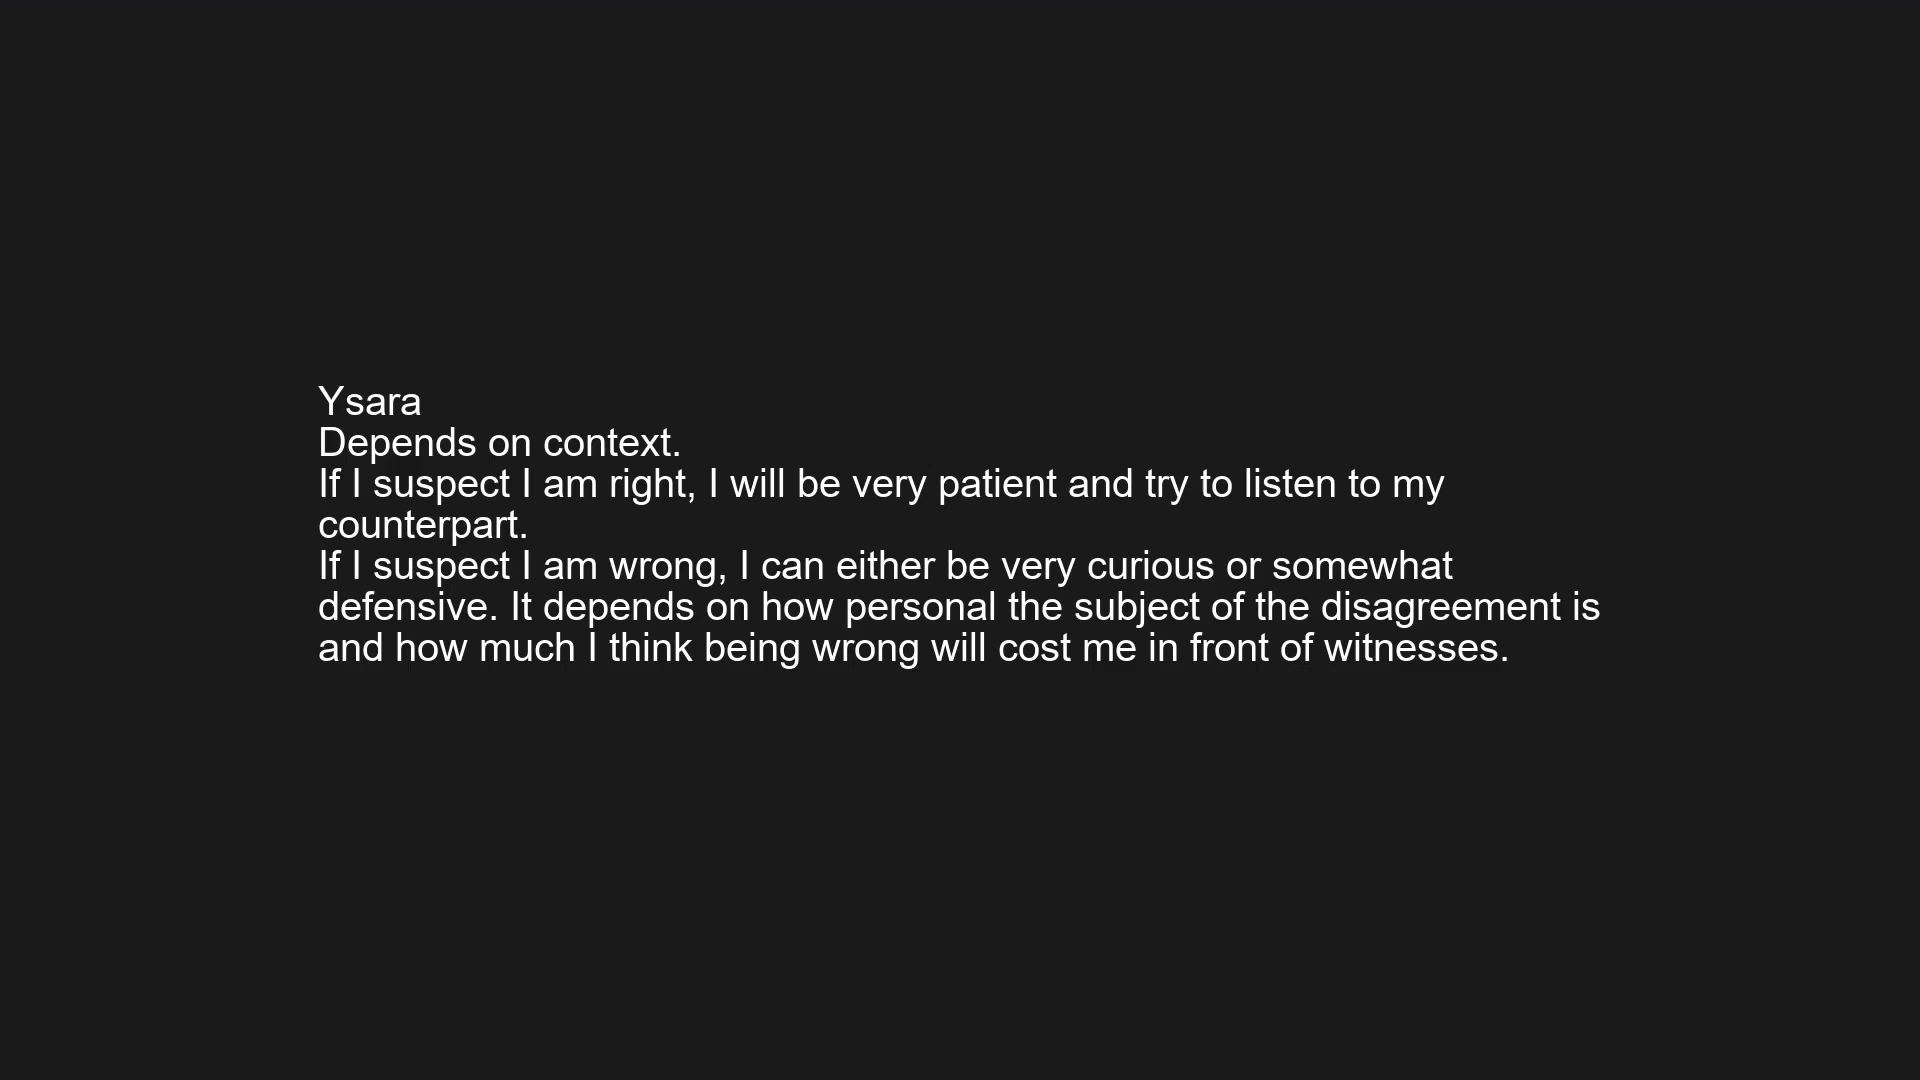 Ysara
Depends on context.
If I suspect I am right, I will be very patient and try to listen to my
counterpart.
If I suspect I am wrong, I can either be very curious or somewhat
defensive. It depends on how personal the subject of the disagreement is
and how much I think being wrong will cost me in front of witnesses.